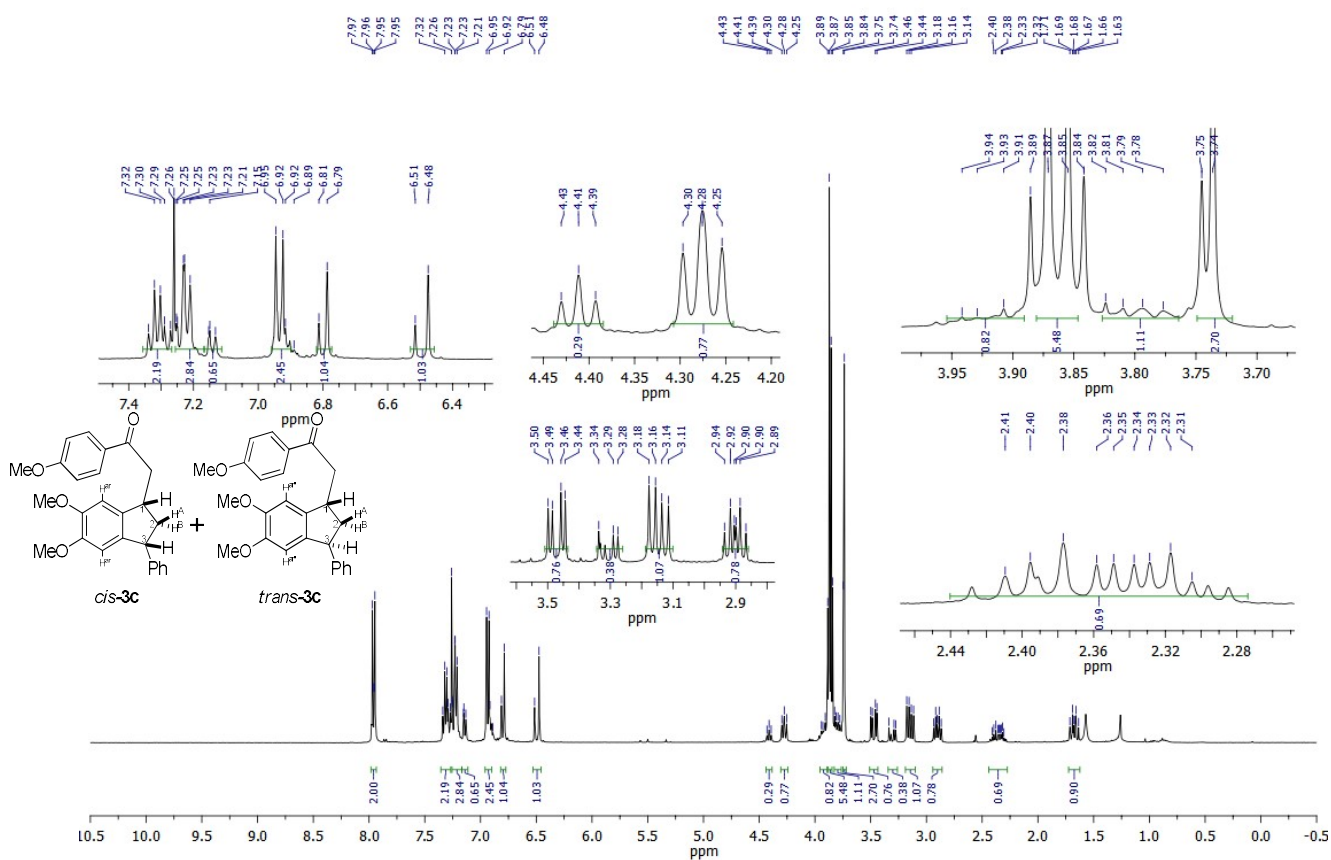 7.97 7.96 7.95 7.95 7.32 7.26 7.23 7.23 7.21 6.95 6.92 6.79 6.51 6.48 4.43 4.41 4.39 4.30 4.28 4.25 3.89 3.87 3.85 3.84 3.75 3.74 3.46 3.44 3.18 3.16 3.14 2.40 2.38 2.33 2.32 1.71 1.69 1.68 1.67 1.66 1.63
7.32 7.30 7.29 7.26 7.25 7.25 7.23 7.23 7.21 7.15 6.95 6.92 6.92 6.89 6.81 6.79 6.51 6.48
2.19 2.84 0.65 2.45 1.04 1.03
7.4 7.2 7.0 6.8 6.6 6.4
ppm
4.43 4.41 4.39 4.30 4.28 4.25
0.29 0.77
4.45 4.40 4.35 4.30 4.25 4.20
ppm
3.94 3.93 3.91 3.89 3.87 3.85 3.84 3.82 3.81 3.79 3.78 3.75 3.74
0.82 5.48 1.11 2.70
3.95 3.90 3.85 3.80 3.75 3.70
ppm
3.50 3.49 3.46 3.44 3.34 3.29 3.28 3.18 3.16 3.14 3.11 2.94 2.92 2.90 2.90 2.89
0.76 0.38 1.07 0.78
3.5 3.3 3.1 2.9
ppm
2.41 2.40 2.38 2.36 2.35 2.34 2.33 2.32 2.31
0.69
2.44 2.40 2.36 2.32 2.28
ppm
O
MeO
MeO
MeO
H
H
Ph
cis-3c
+
O
MeO
MeO
MeO
H
H
Ph
trans-3c
2.00 2.19 2.84 0.65 2.45 1.04 1.03 0.29 0.77 0.82 5.48 1.11 2.70 0.76 0.38 1.07 0.78 0.69 0.90
10.5 10.0 9.5 9.0 8.5 8.0 7.5 7.0 6.5 6.0 5.5 5.0 4.5 4.0 3.5 3.0 2.5 2.0 1.5 1.0 0.5 0.0 -0.5
ppm